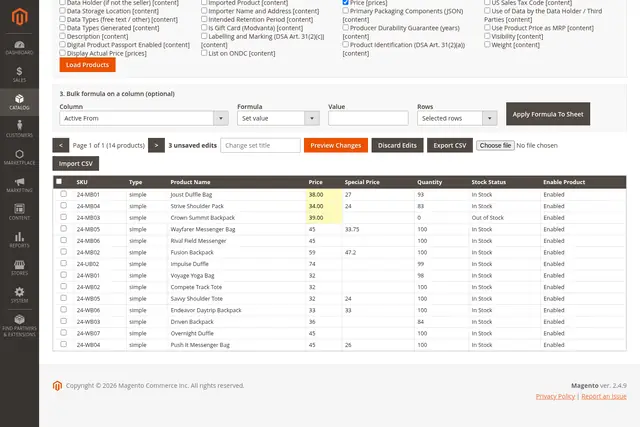 Data Holder (if not the seller) [content]
Imported Product [content]
Price [prices]
US Sales Tax Code [content]
Data Storage Location [content]
Importer Name and Address [content]
Primary Packaging Components (JSON) [content]
Use of Data by the Data Holder / Third Parties [content]
Data Types (free text / other) [content]
Intended Retention Period [content]
Producer Durability Guarantee (years) [content]
Use Product Price as MRP [content]
Data Types Generated [content]
Is Gift Card (Modvanta) [content]
Product Identification (DSA Art. 31(2)(a)) [content]
Visibility [content]
Description [content]
Labelling and Marking (DSA Art. 31(2)(c)) [content]
Weight [content]
Digital Product Passport Enabled [content]
Display Actual Price [prices]
List on ONDC [content]
Load Products
3. Bulk formula on a column (optional)
Column Formula Value Rows
Active From Set value Selected rows Apply Formula To Sheet
< Page 1 of 1 (14 products) > 3 unsaved edits Change set title Preview Changes Discard Edits Export CSV Choose file No file chosen
Import CSV
SKU Type Product Name Price Special Price Quantity Stock Status Enable Product
24-MB01 simple Joust Duffle Bag 38.00 27 93 In Stock Enabled
24-MB04 simple Strive Shoulder Pack 34.00 24 83 In Stock Enabled
24-MB03 simple Crown Summit Backpack 39.00 0 Out of Stock Enabled
24-MB05 simple Wayfarer Messenger Bag 45 33.75 100 In Stock Enabled
24-MB06 simple Rival Field Messenger 45 100 In Stock Enabled
24-MB02 simple Fusion Backpack 59 47.2 100 In Stock Enabled
24-UB02 simple Impulse Duffle 74 99 In Stock Enabled
24-WB01 simple Voyage Yoga Bag 32 98 In Stock Enabled
24-WB02 simple Compete Track Tote 32 100 In Stock Enabled
24-WB05 simple Savvy Shoulder Tote 32 24 100 In Stock Enabled
24-WB06 simple Endeavor Daytrip Backpack 33 33 100 In Stock Enabled
24-WB03 simple Driven Backpack 36 84 In Stock Enabled
24-WB07 simple Overnight Duffle 45 100 In Stock Enabled
24-WB04 simple Push It Messenger Bag 45 26 100 In Stock Enabled
Copyright © 2026 Magento Commerce Inc. All rights reserved.
Magento ver. 2.4.9
Privacy Policy | Report an Issue
DASHBOARD
SALES
CATALOG
CUSTOMERS
MARKETPLACE
MARKETING
CONTENT
REPORTS
STORES
SYSTEM
FIND PARTNERS
& EXTENSIONS